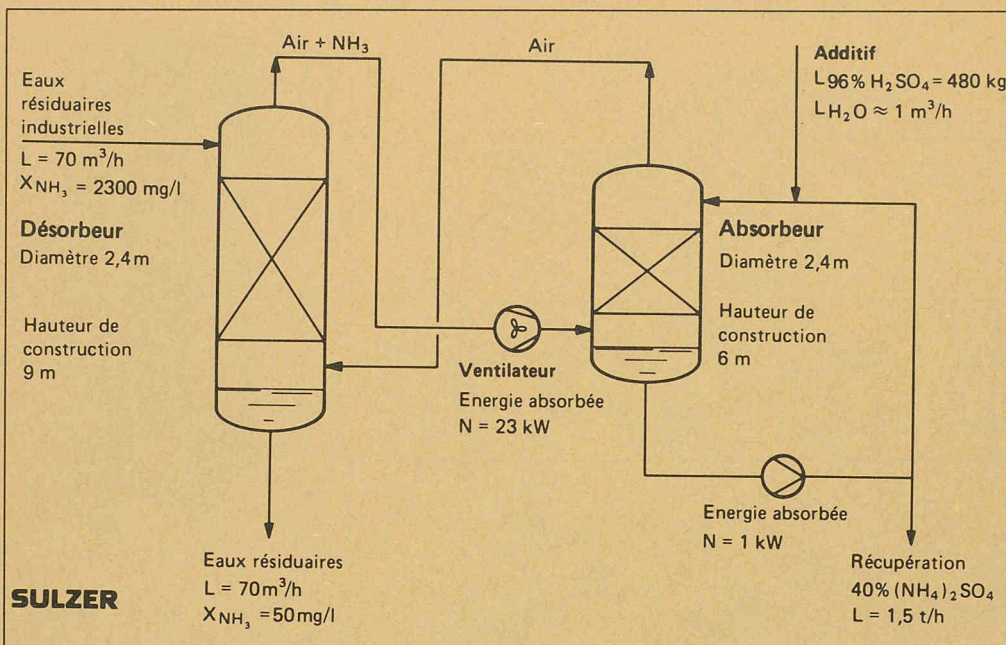 Air + NH₃
Air
Additif
L96% H₂SO₄ = 480 kg
LH₂O ≈ 1 m³/h
Eaux
résiduaires
industrielles
L = 70 m³/h
XNH₃ = 2300 mg/l
Désorbeur
Diamètre 2,4 m
Hauteur de
construction
9 m
Absorbeur
Diamètre 2,4 m
Hauteur de
construction
6 m
Ventilateur
Energie absorbée
N = 23 kW
Energie absorbée
N = 1 kW
Eaux résiduaires
L = 70 m³/h
XNH₃ = 50 mg/l
Récupération
40% (NH₄)₂SO₄
L = 1,5 t/h
SULZER